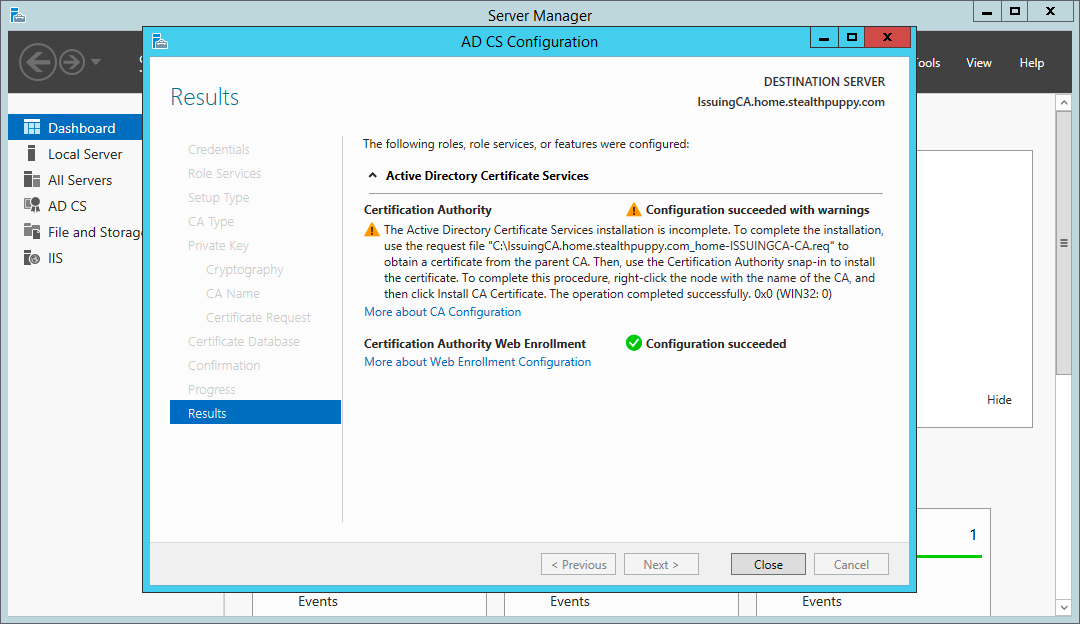 Server Manager
AD CS Configuration
Tools
View
Help
Dashboard
Local Server
All Servers
AD CS
File and Storage
IIS
Results
DESTINATION SERVER
IssuingCA.home.stealthpuppy.com
Credentials
Role Services
Setup Type
CA Type
Private Key
Cryptography
CA Name
Certificate Request
Certificate Database
Confirmation
Progress
Results
The following roles, role services, or features were configured:
Active Directory Certificate Services
Certification Authority
Configuration succeeded with warnings
The Active Directory Certificate Services installation is incomplete. To complete the installation,
use the request file "C:\IssuingCA.home.stealthpuppy.com_home-ISSUINGCA-CA.req" to
obtain a certificate from the parent CA. Then, use the Certification Authority snap-in to install
the certificate. To complete this procedure, right-click the node with the name of the CA, and
then click Install CA Certificate. The operation completed successfully. 0x0 (WIN32: 0)
More about CA Configuration
Certification Authority Web Enrollment
Configuration succeeded
More about Web Enrollment Configuration
Hide
1
< Previous
Next >
Close
Cancel
Events
Events
Events